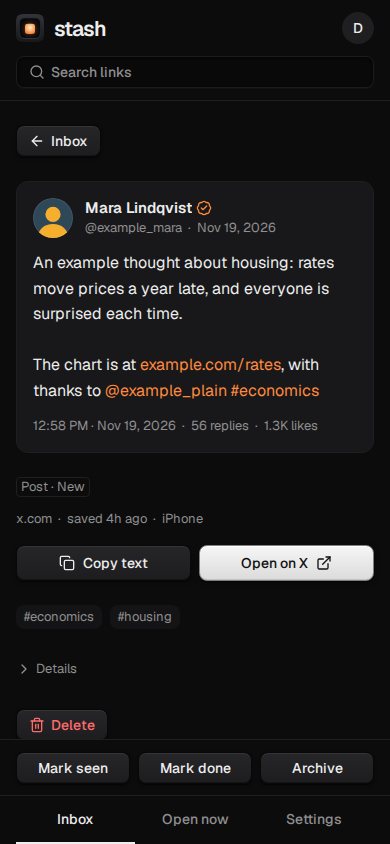 stash
D
Search links
Inbox
Mara Lindqvist
@example_mara · Nov 19, 2026
An example thought about housing: rates
move prices a year late, and everyone is
surprised each time.
The chart is at example.com/rates, with
thanks to @example_plain #economics
12:58 PM · Nov 19, 2026 · 56 replies · 1.3K likes
Post · New
x.com · saved 4h ago · iPhone
Copy text
Open on X
#economics
#housing
Details
Delete
Mark seen
Mark done
Archive
Inbox
Open now
Settings